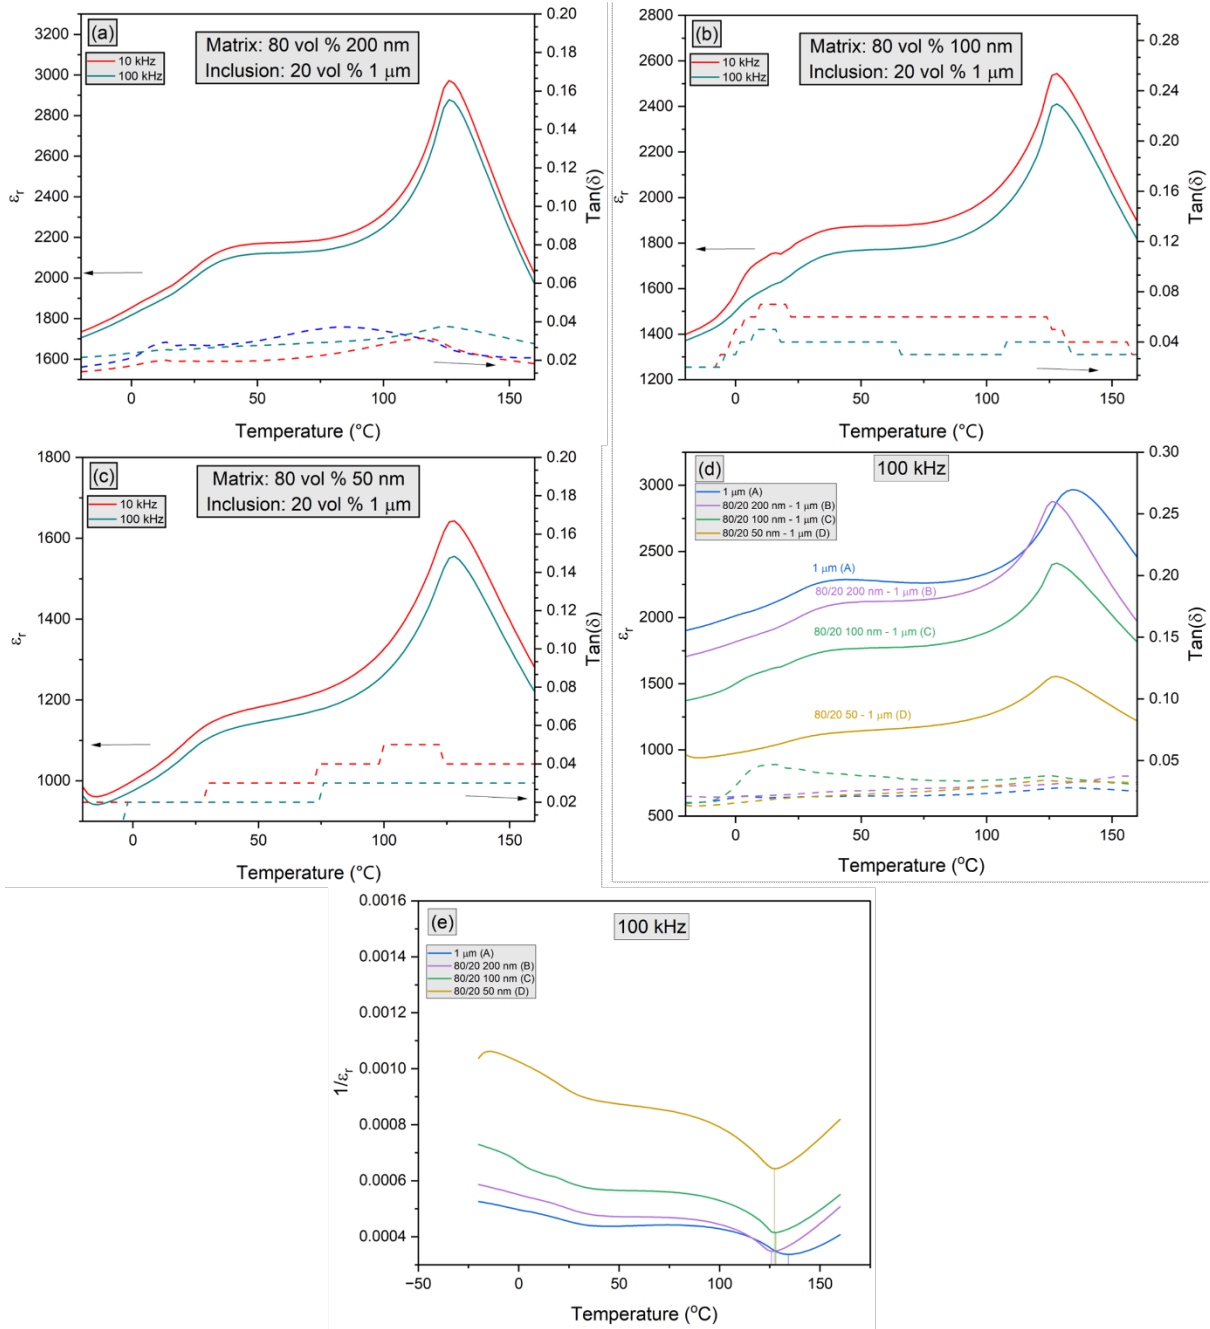 (a)
Matrix: 80 vol % 200 nm
Inclusion: 20 vol % 1 μm
10 kHz
100 kHz
3200
3000
2800
2600
2400
2200
2000
1800
1600
εr
0.20
0.18
0.16
0.14
0.12
0.10
0.08
0.06
0.04
0.02
Tan(δ)
0
50
100
150
Temperature (°C)
(b)
Matrix: 80 vol % 100 nm
Inclusion: 20 vol % 1 μm
10 kHz
100 kHz
2800
2600
2400
2200
2000
1800
1600
1400
1200
εr
0.28
0.24
0.20
0.16
0.12
0.08
0.04
Tan(δ)
0
50
100
150
Temperature (°C)
(c)
Matrix: 80 vol % 50 nm
Inclusion: 20 vol % 1 μm
10 kHz
100 kHz
1800
1600
1400
1200
1000
εr
0.20
0.18
0.16
0.14
0.12
0.10
0.08
0.06
0.04
0.02
Tan(δ)
0
50
100
150
Temperature (°C)
(d)
100 kHz
1 μm (A)
80/20 200 nm - 1 μm (B)
80/20 100 nm - 1 μm (C)
80/20 50 nm - 1 μm (D)
1 μm (A)
80/20 200 nm - 1 μm (B)
80/20 100 nm - 1 μm (C)
80/20 50 - 1 μm (D)
3000
2500
2000
1500
1000
500
εr
0.30
0.25
0.20
0.15
0.10
0.05
Tan(δ)
0
50
100
150
Temperature (°C)
(e)
100 kHz
1 μm (A)
80/20 200 nm (B)
80/20 100 nm (C)
80/20 50 nm (D)
0.0016
0.0014
0.0012
0.0010
0.0008
0.0006
0.0004
1/εr
−50
0
50
100
150
Temperature (°C)